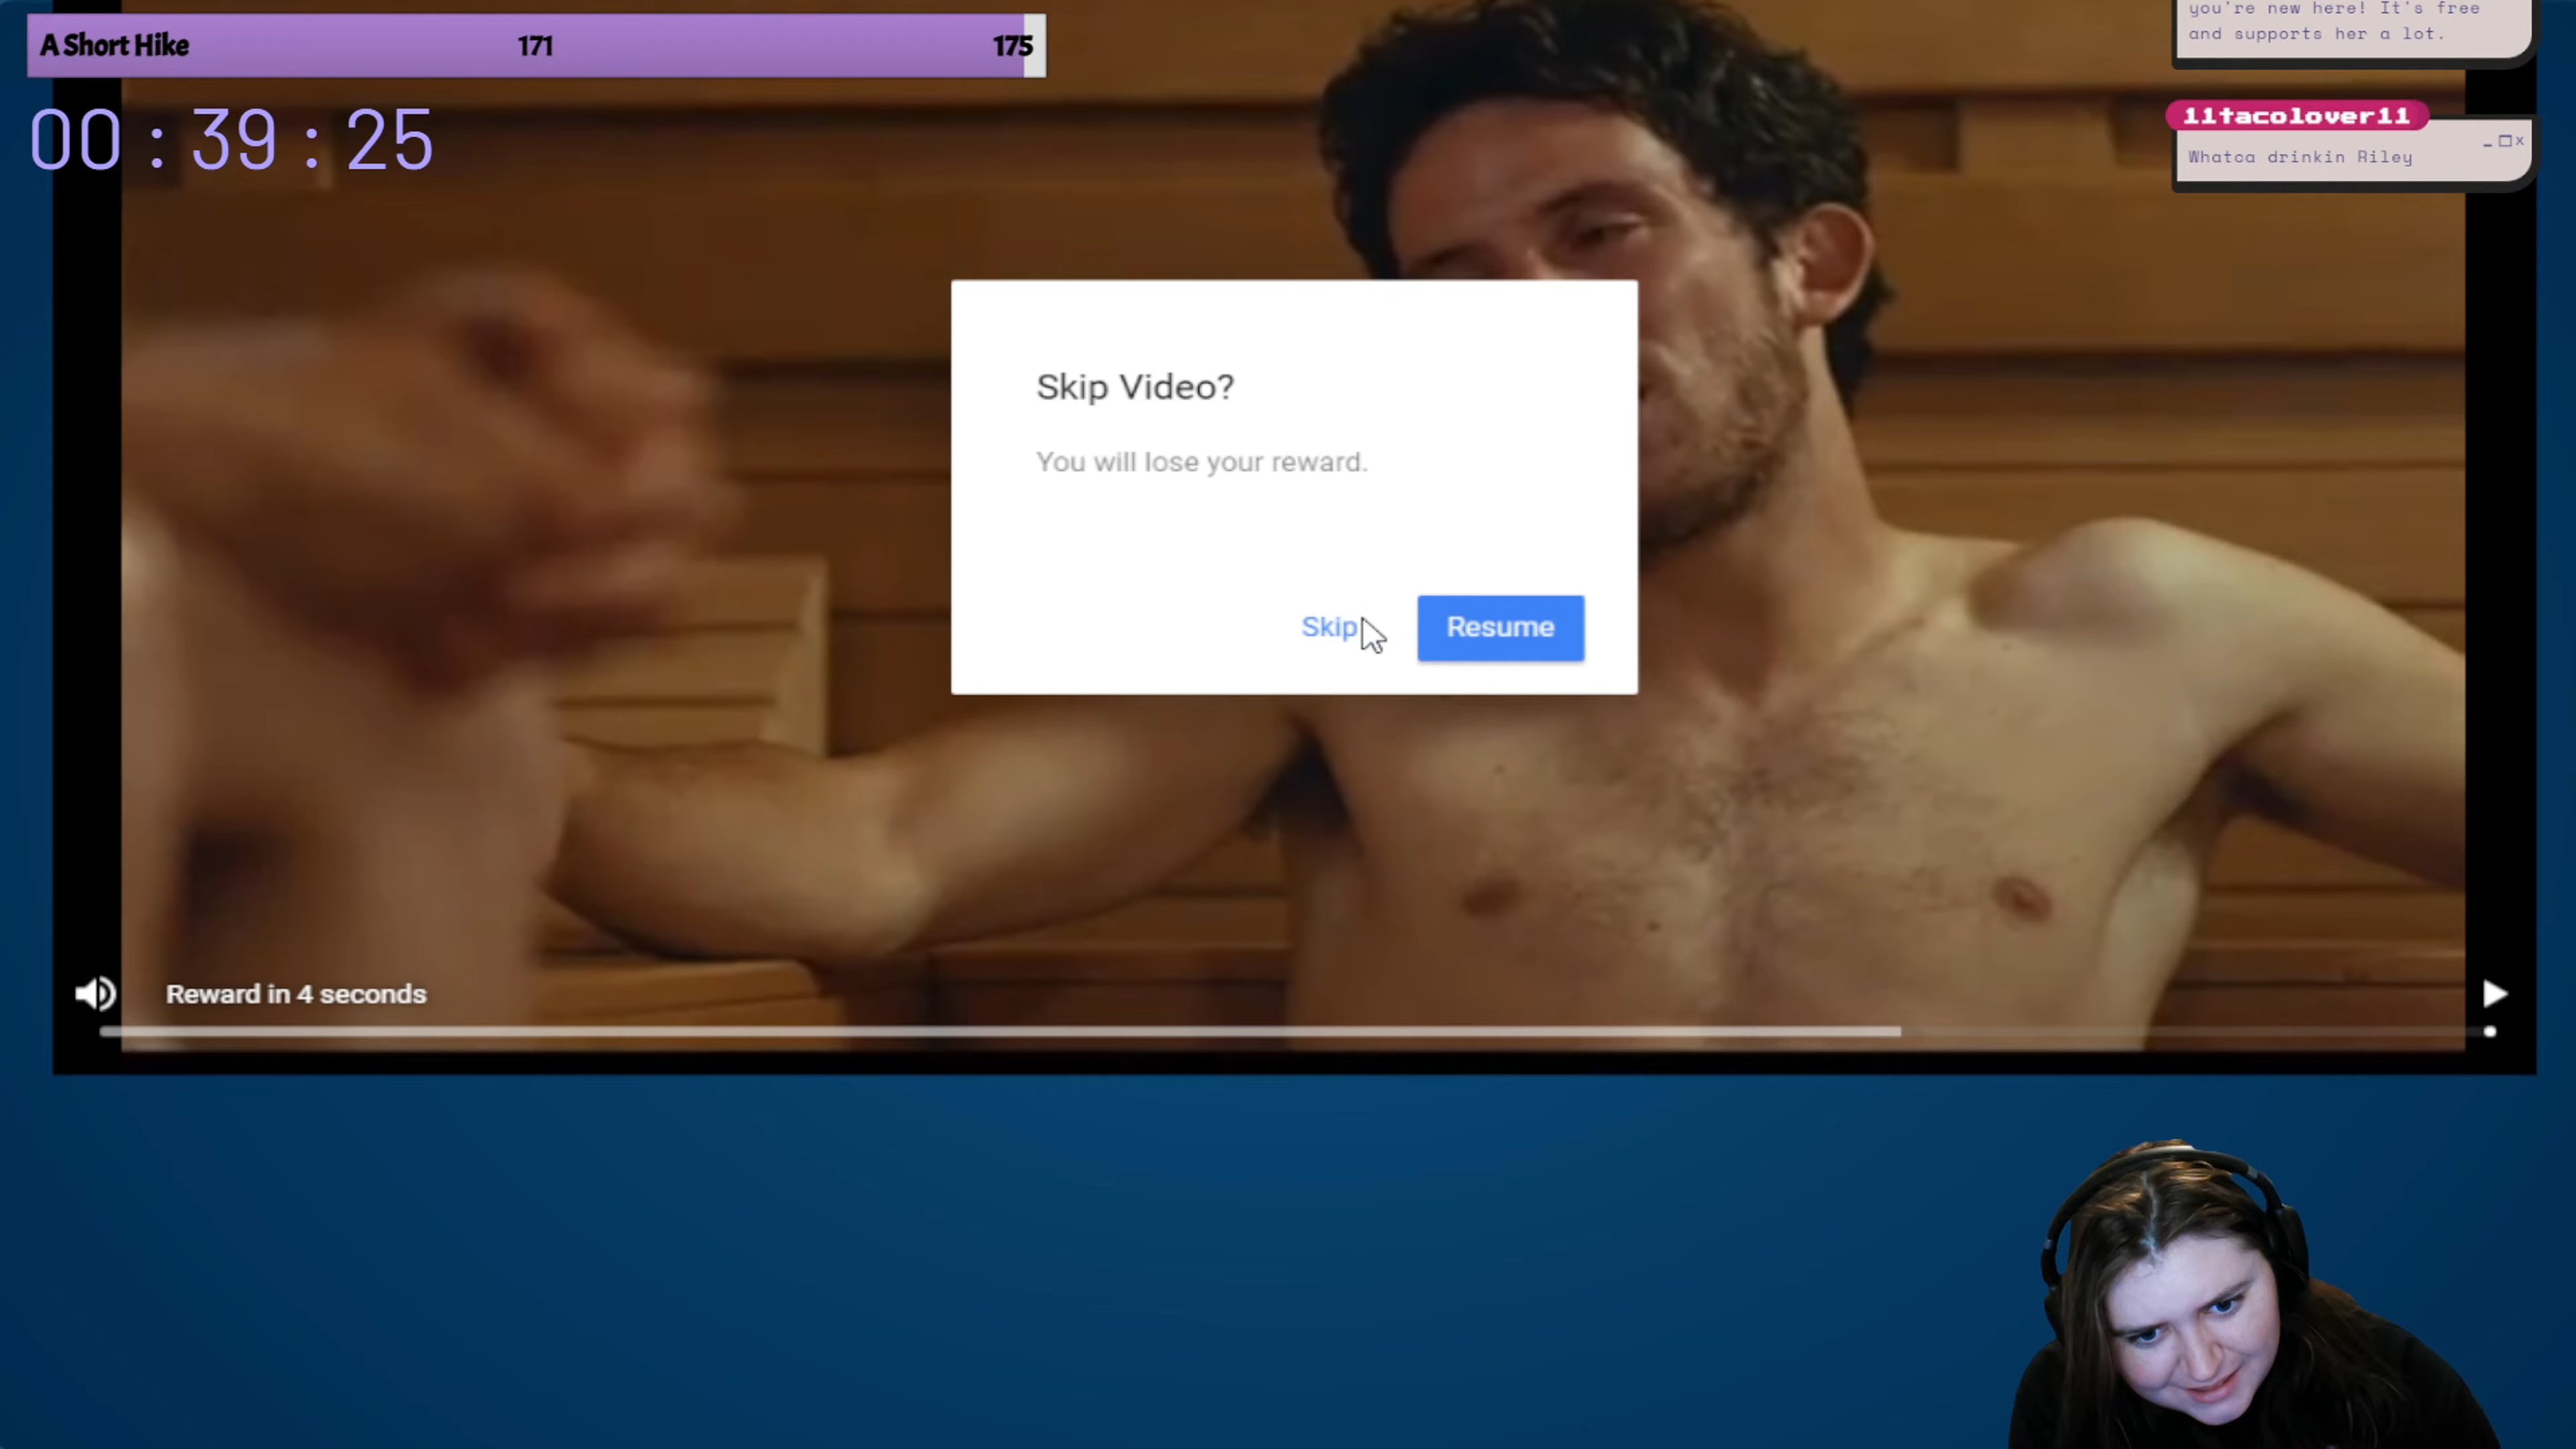 A Short Hike 171 175
00 : 39 : 25
you're new here! It's free
and supports her a lot.
11tacolover11
Whatca drinkin Riley
Skip Video?
You will lose your reward.
Skip Resume
Reward in 4 seconds